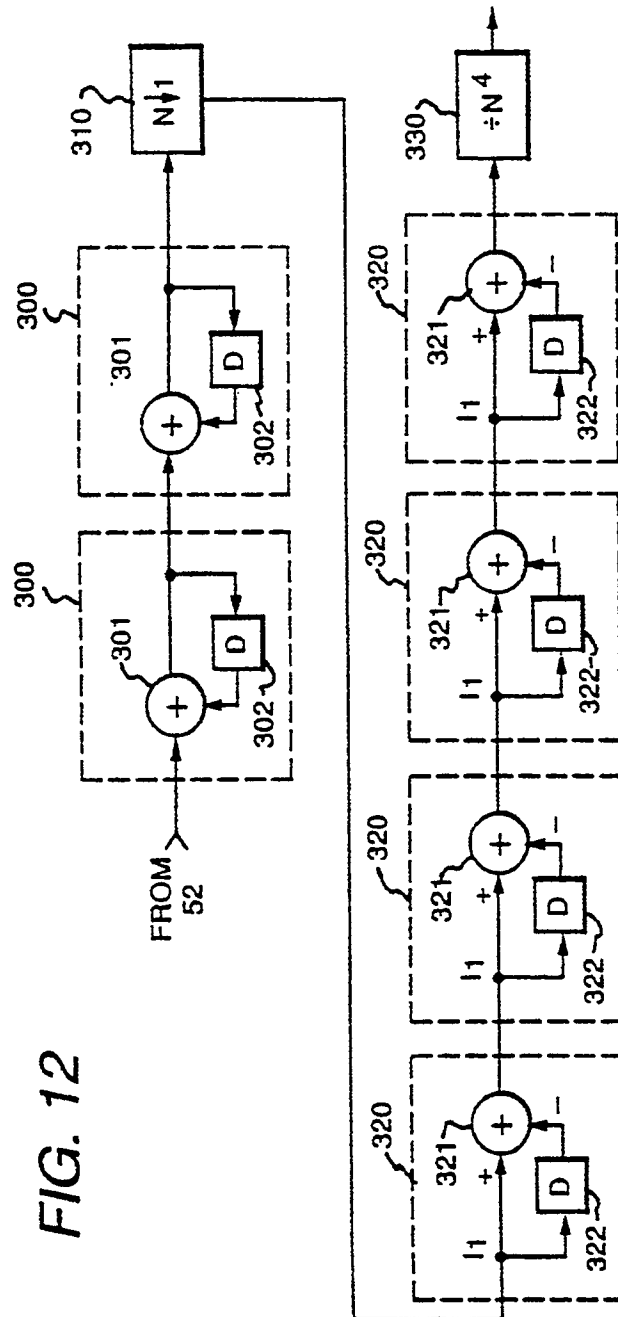 FIG. 12
FROM
52
300
301
+
D
302
300
301
+
D
302
310
N↓1
320
I₁
+
321
+
−
D
322
320
I₁
+
321
+
−
D
322
320
I₁
+
321
+
−
D
322
320
I₁
+
321
+
−
D
322
330
÷N⁴